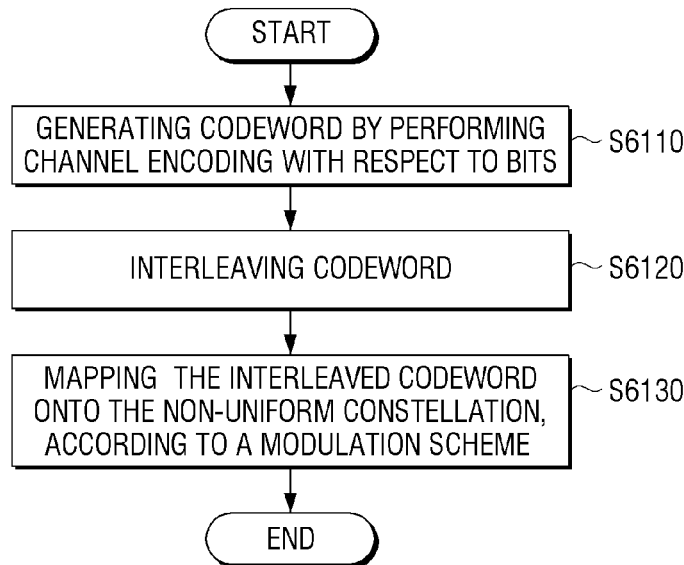 START
GENERATING CODEWORD BY PERFORMING
CHANNEL ENCODING WITH RESPECT TO BITS
S6110
INTERLEAVING CODEWORD
S6120
MAPPING THE INTERLEAVED CODEWORD
ONTO THE NON-UNIFORM CONSTELLATION,
ACCORDING TO A MODULATION SCHEME
S6130
END